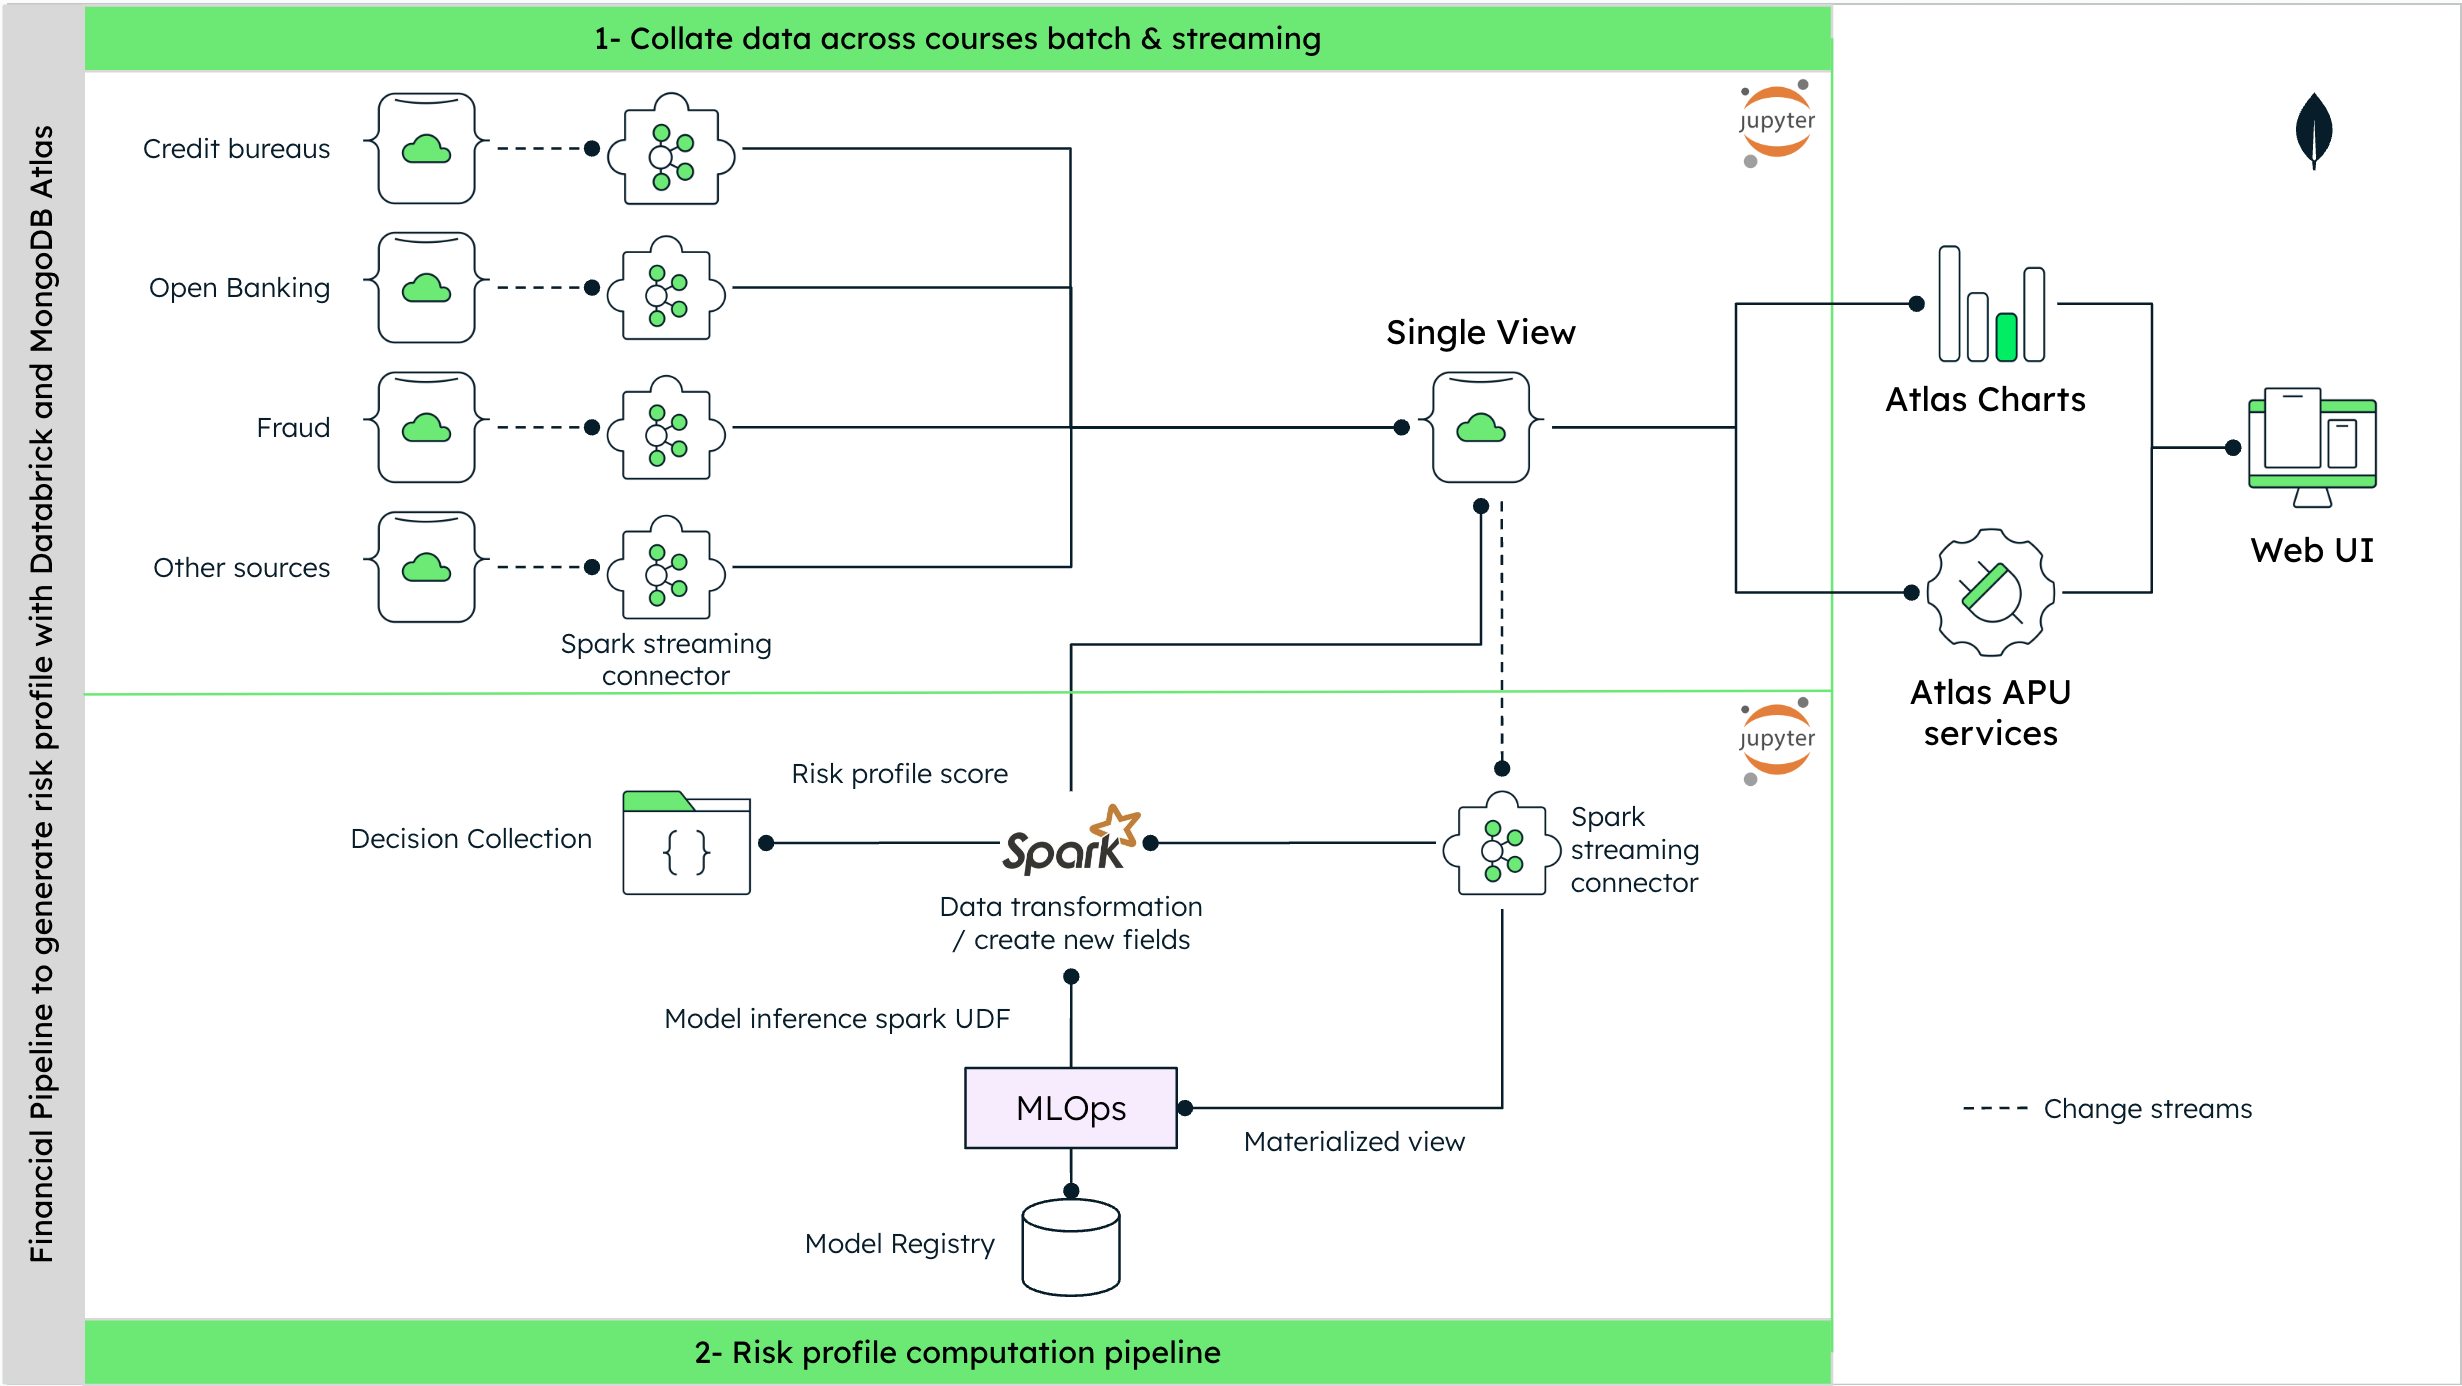 Financial Pipeline to generate risk profile with Databrick and MongoDB Atlas
1- Collate data across courses batch & streaming
jupyter
Credit bureaus
Open Banking
Fraud
Other sources
Spark streaming
connector
Single View
Atlas Charts
Web UI
Atlas APU
services
jupyter
Risk profile score
Decision Collection
Spark
Data transformation
/ create new fields
Spark
streaming
connector
Model inference spark UDF
MLOps
Materialized view
Model Registry
Change streams
2- Risk profile computation pipeline